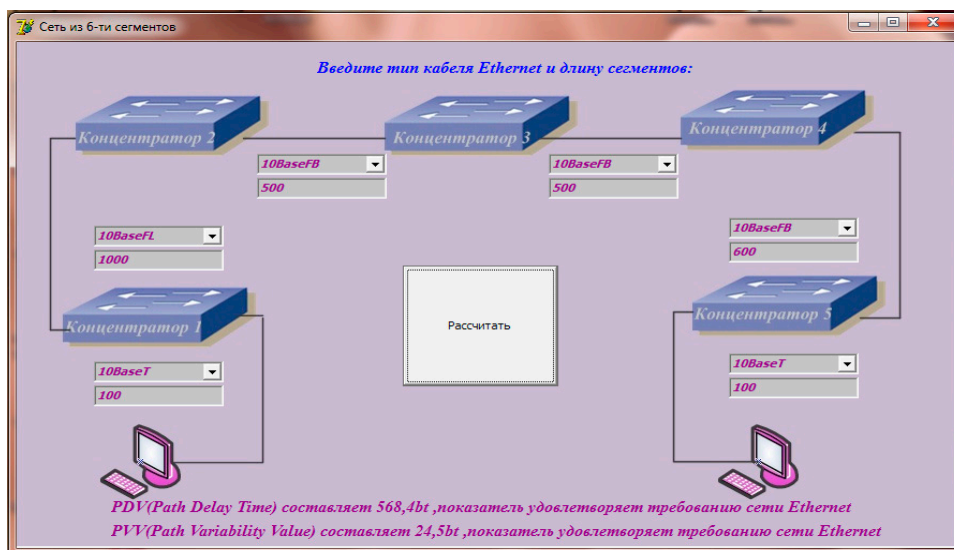 Сеть из 6-ти сегментов
Введите тип кабеля Ethernet и длину сегментов:
Концентратор 2
Концентратор 3
Концентратор 4
10BaseFB
500
10BaseFB
500
10BaseFL
1000
10BaseFB
600
Концентратор 1
Рассчитать
Концентратор 5
10BaseT
100
10BaseT
100
PDV(Path Delay Time) составляет 568,4bt ,показатель удовлетворяет требованию сети Ethernet
PVV(Path Variability Value) составляет 24,5bt ,показатель удовлетворяет требованию сети Ethernet